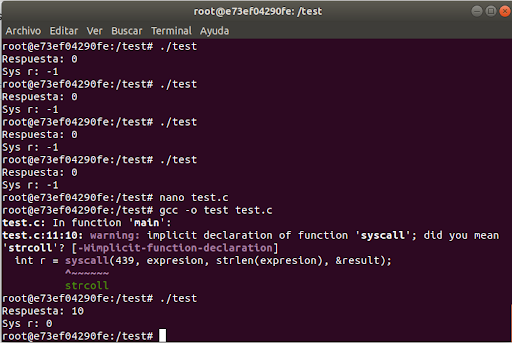 root@e73ef04290fe: /test
Archivo Editar Ver Buscar Terminal Ayuda
root@e73ef04290fe:/test# ./test
Respuesta: 0
Sys r: -1
root@e73ef04290fe:/test# ./test
Respuesta: 0
Sys r: -1
root@e73ef04290fe:/test# ./test
Respuesta: 0
Sys r: -1
root@e73ef04290fe:/test# ./test
Respuesta: 0
Sys r: -1
root@e73ef04290fe:/test# nano test.c
root@e73ef04290fe:/test# gcc -o test test.c
test.c: In function 'main':
test.c:11:10: warning: implicit declaration of function 'syscall'; did you mean
'strcoll'? [-Wimplicit-function-declaration]
int r = syscall(439, expresion, strlen(expresion), &result);
^~~~~~~
strcoll
root@e73ef04290fe:/test# ./test
Respuesta: 10
Sys r: 0
root@e73ef04290fe:/test#